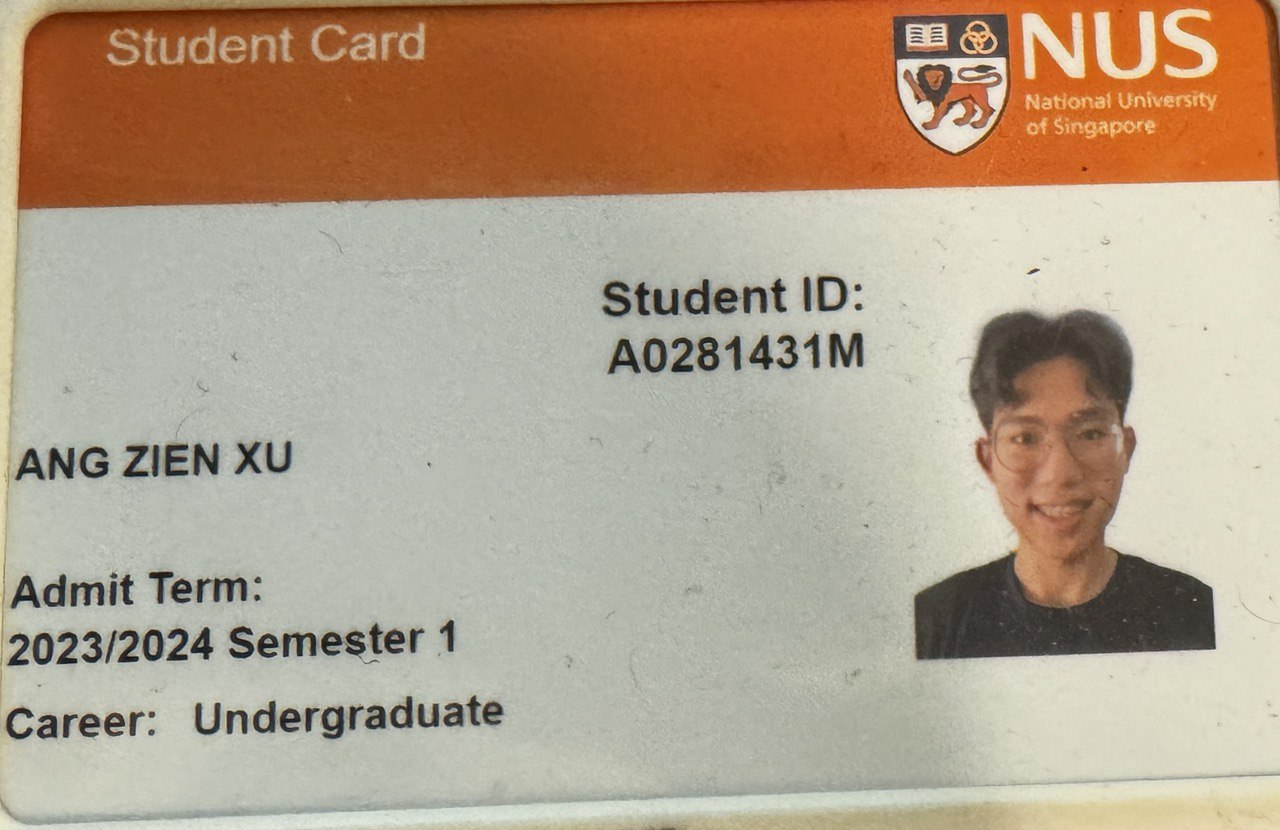 Student Card
NUS
National University
of Singapore
Student ID:
A0281431M
ANG ZIEN XU
Admit Term:
2023/2024 Semester 1
Career: Undergraduate